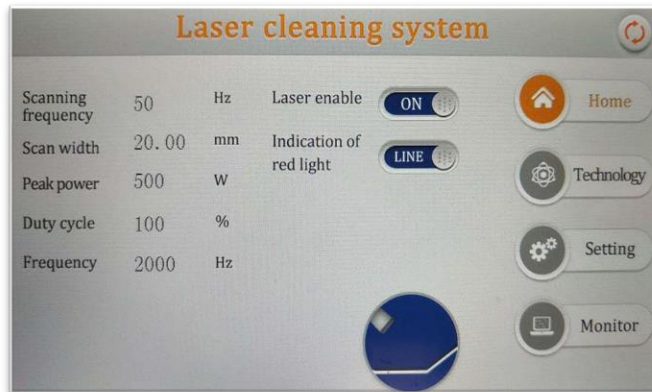 Laser cleaning system
Scanning frequency 50 Hz
Scan width 20.00 mm
Peak power 500 W
Duty cycle 100 %
Frequency 2000 Hz
Laser enable ON
Indication of red light LINE
Home
Technology
Setting
Monitor